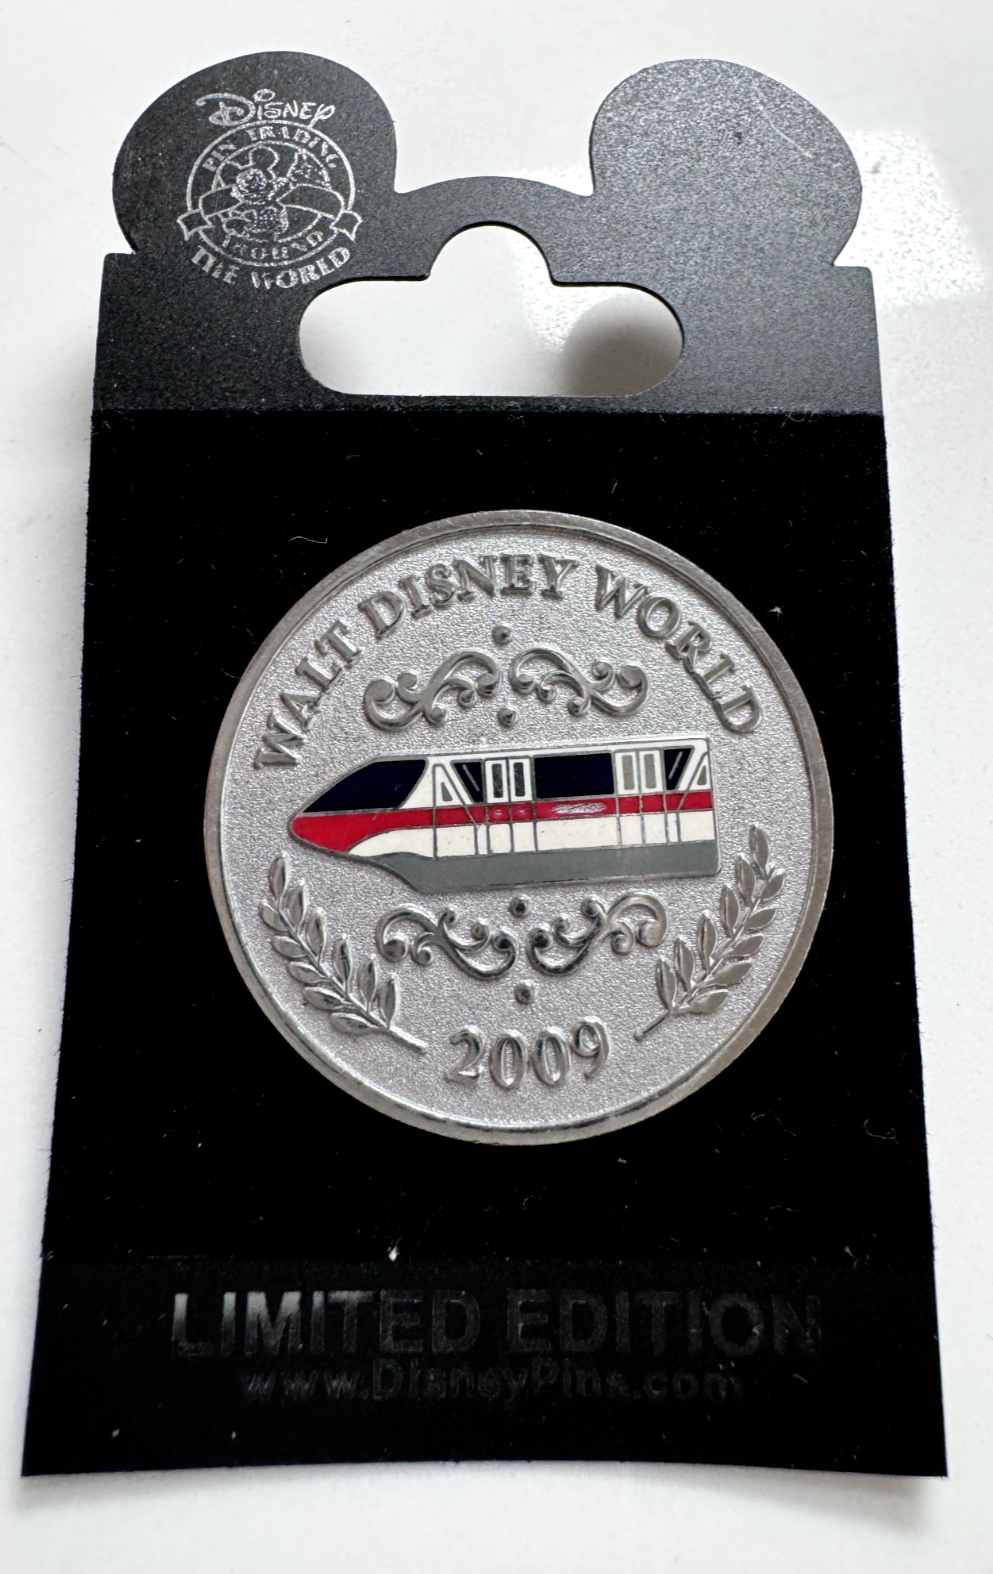 Disney
PIN TRADING
AROUND
THE WORLD
WALT DISNEY WORLD
2009
LIMITED EDITION
www.DisneyPins.com